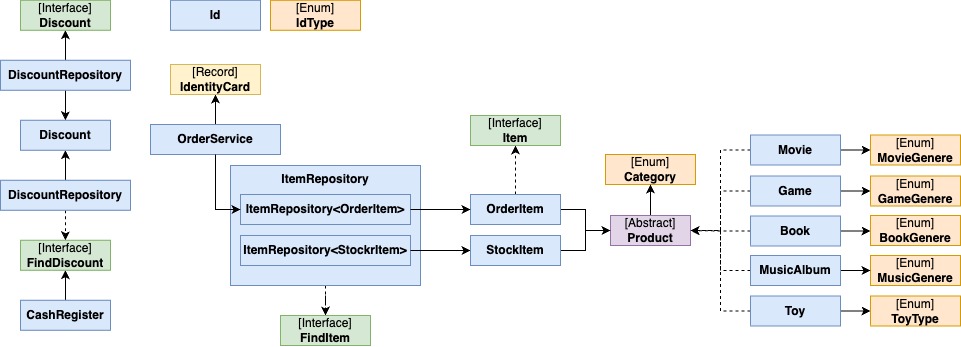 [Interface]
Discount
Id
[Enum]
IdType
DiscountRepository
[Record]
IdentityCard
Discount
OrderService
[Interface]
Item
Movie
[Enum]
MovieGenere
[Enum]
Category
ItemRepository
Game
[Enum]
GameGenere
DiscountRepository
ItemRepository<OrderItem>
OrderItem
[Abstract]
Product
Book
[Enum]
BookGenere
[Interface]
FindDiscount
ItemRepository<StockrItem>
StockItem
MusicAlbum
[Enum]
MusicGenere
CashRegister
[Interface]
FindItem
Toy
[Enum]
ToyType